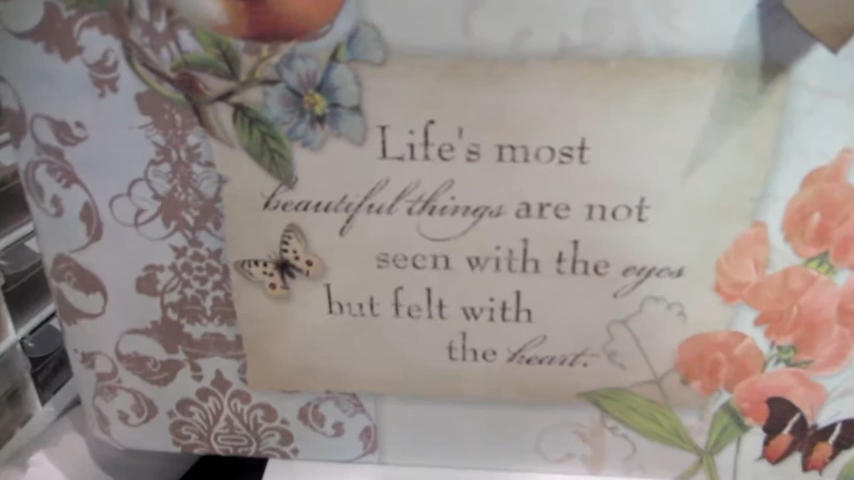 Life's most
beautiful things are not
seen with the eyes
but felt with
the heart.